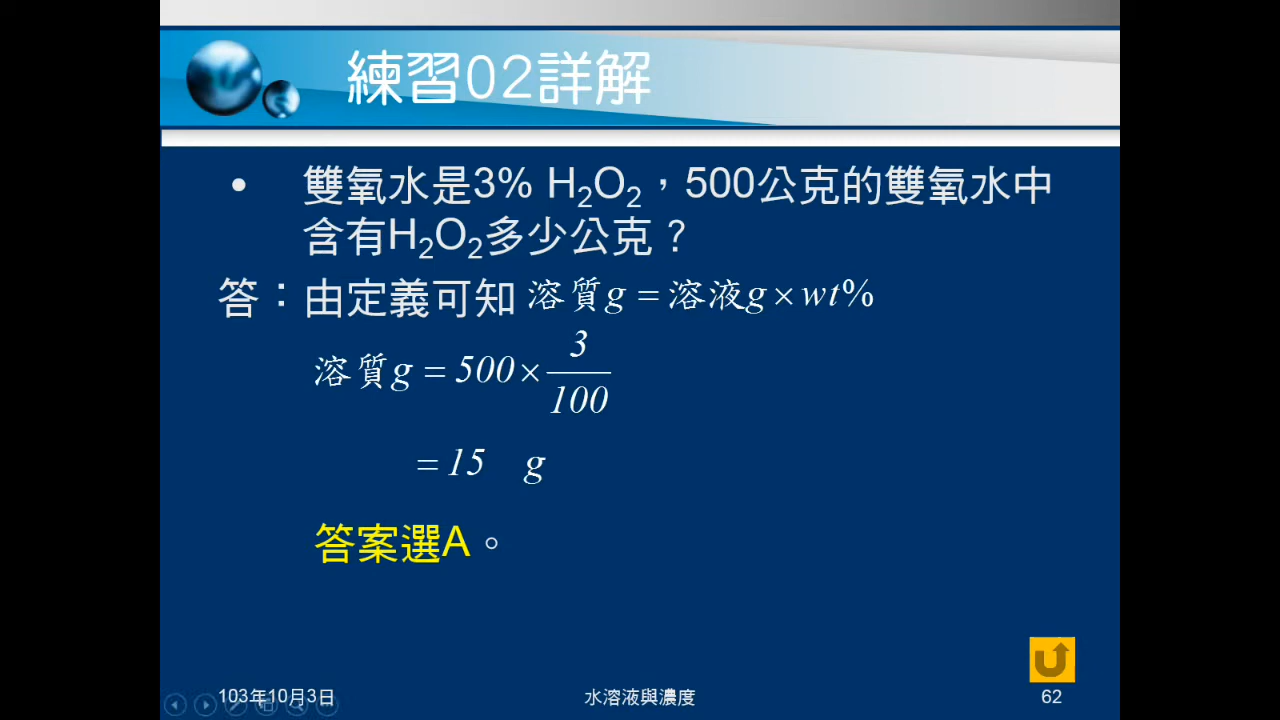 練習02詳解
• 雙氧水是3% H₂O₂，500公克的雙氧水中
含有H₂O₂多少公克？
答：由定義可知 溶質g = 溶液g × wt%
溶質g = 500 × 3/100
= 15 g
答案選A。
103年10月3日 水溶液與濃度 62